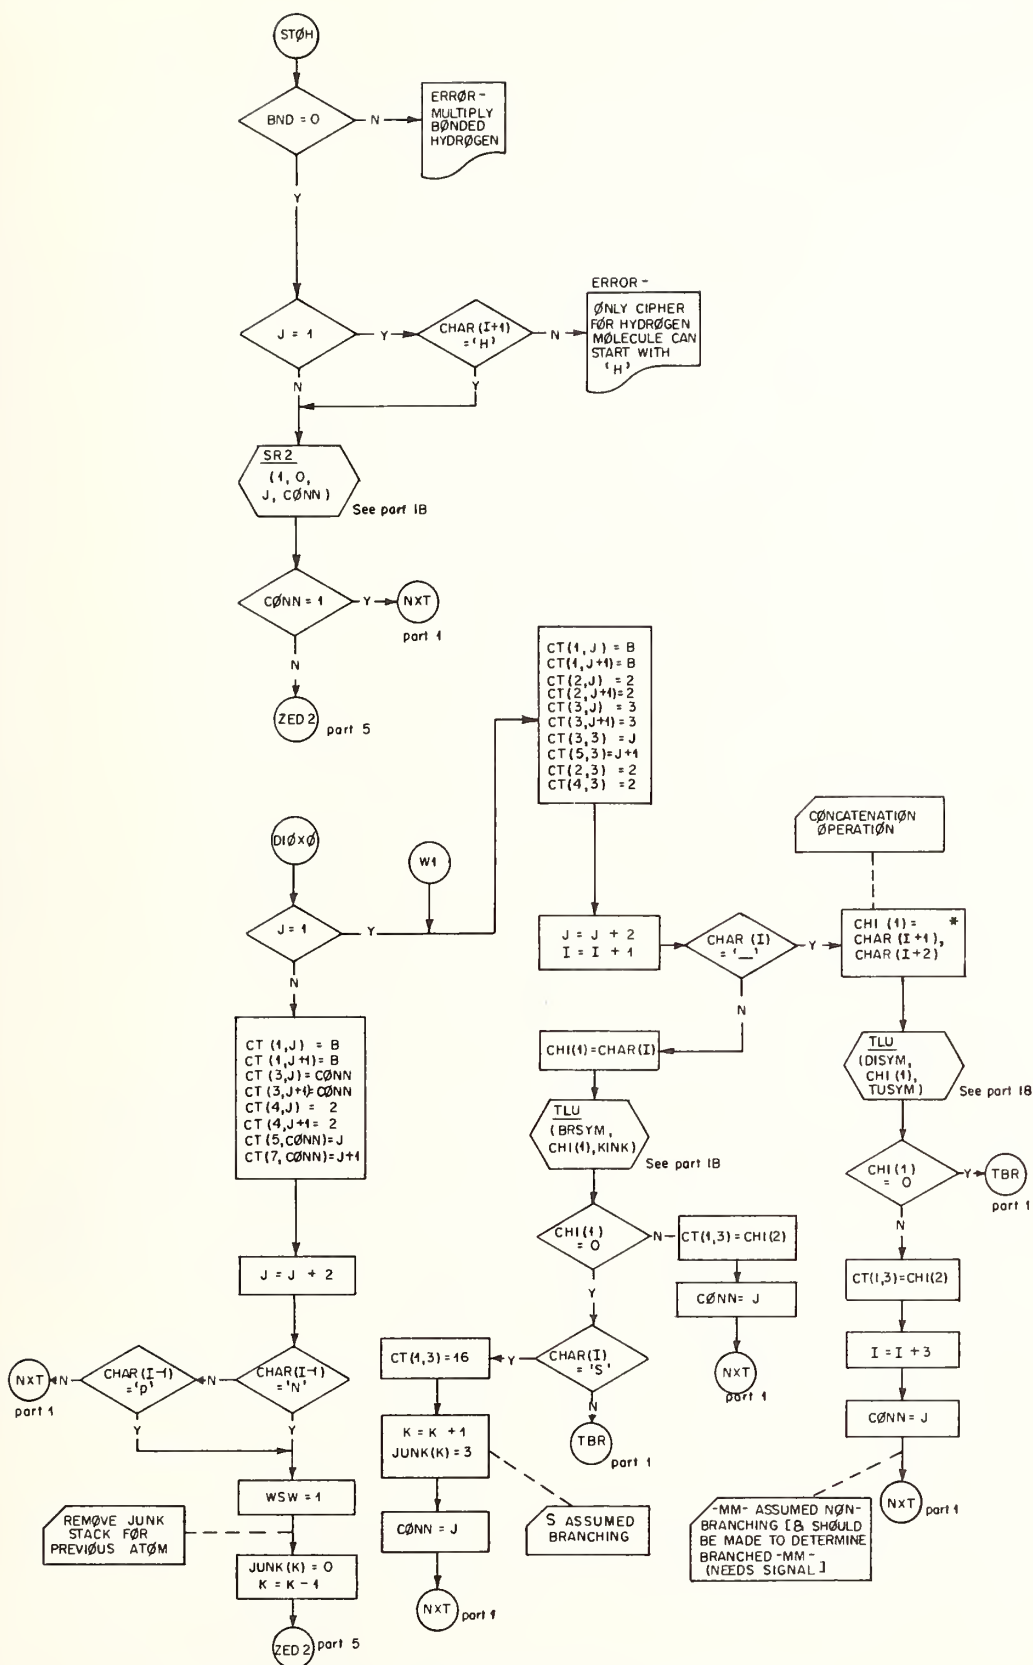 STØH
BND = 0
N
ERRØR -
MULTIPLY
BØNDED
HYDRØGEN
Y
ERROR -
ØNLY CIPHER
FØR HYDRØGEN
MØLECULE CAN
START WITH
'H'
J = 1
Y
CHAR (I+1)
='H'
N
N
Y
SR2
(1, 0,
J, CØNN)
See part 1B
CØNN = 1
Y
NXT
part 1
N
ZED 2
part 5
CT(1,J) = B
CT(1,J+1)= B
CT(2,J) = 2
CT(2,J+1)=2
CT(3,J) = 3
CT(3,J+1)=3
CT(3,3) = J
CT(5,3)=J+1
CT(2,3) = 2
CT(4,3) = 2
DIØXØ
W1
J = 1
Y
N
CØNCATENATIØN
ØPERATIØN
J = J + 2
I = I + 1
CHAR (I)
= '_'
Y
CHI (1)= *
CHAR (I+1),
CHAR (I+2)
N
CHI(1)=CHAR(I)
CT (1,J) = B
CT (1,J+1)= B
CT (3,J)=CØNN
CT (3,J+1)=CØNN
CT(4,J) = 2
CT(4,J+1= 2
CT(5,CØNN)=J
CT(7,CØNN)=J+1
TLU
(DISYM,
CHI (1),
TUSYM)
See part 1B
TLU
(BRSYM,
CHI(1),KINK)
See part 1B
CHI(1)
= 0
Y
TBR
part 1
N
CHI(1)
= 0
N
CT(1,3)=CHI(2)
Y
CØNN= J
NXT
part 1
CT(1,3)=CHI(2)
I = I + 3
CØNN= J
NXT
part 1
J = J + 2
NXT
part 1
N
CHAR(I-1)
='P'
N
CHAR(I-1)
='N'
Y
Y
CT(1,3)=16
Y
CHAR(I)
= 'S'
N
TBR
part 1
K = K + 1
JUNK(K)=3
WSW = 1
REMØVE JUNK
STACK FØR
PREVIØUS ATØM
CØNN = J
S ASSUMED
BRANCHING
-MM- ASSUMED NØN-
BRANCHING [& SHØULD
BE MADE TO DETERMINE
BRANCHED -MM-
(NEEDS SIGNAL]
JUNK(K) = 0
K = K - 1
NXT
part 1
ZED 2
part 5